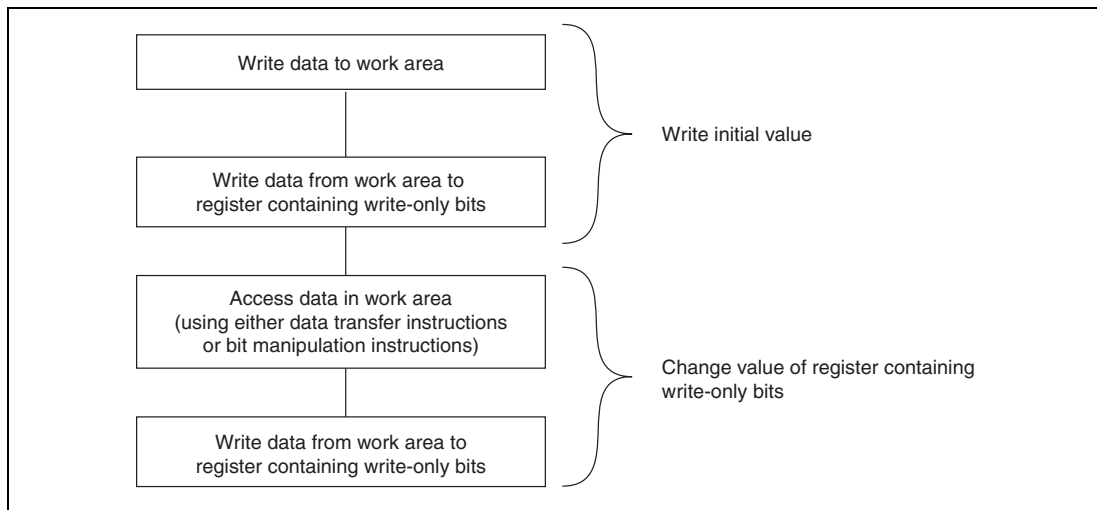 Write data to work area
Write initial value
Write data from work area to
register containing write-only bits
Access data in work area
(using either data transfer instructions
or bit manipulation instructions)
Change value of register containing
write-only bits
Write data from work area to
register containing write-only bits